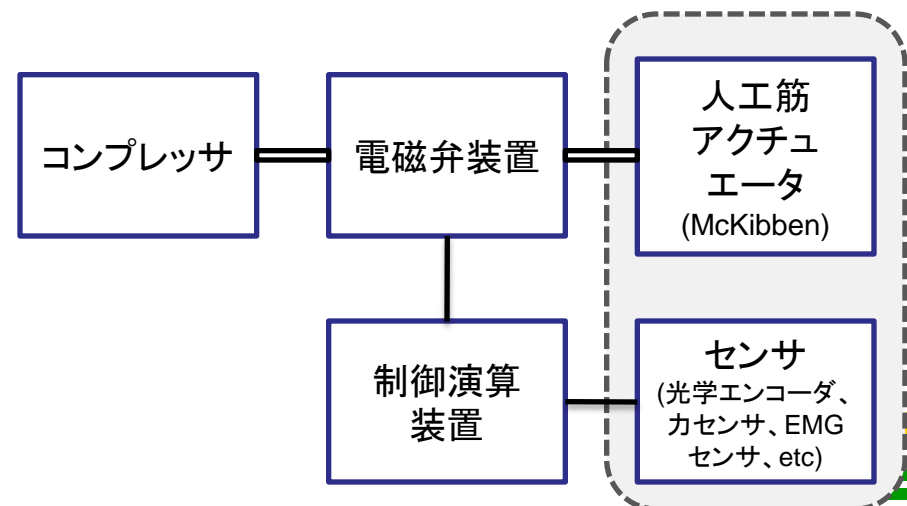 コンプレッサ
電磁弁装置
人工筋
アクチュ
エータ
(McKibben)
制御演算
装置
センサ
(光学エンコーダ、
力センサ、EMG
センサ、etc)